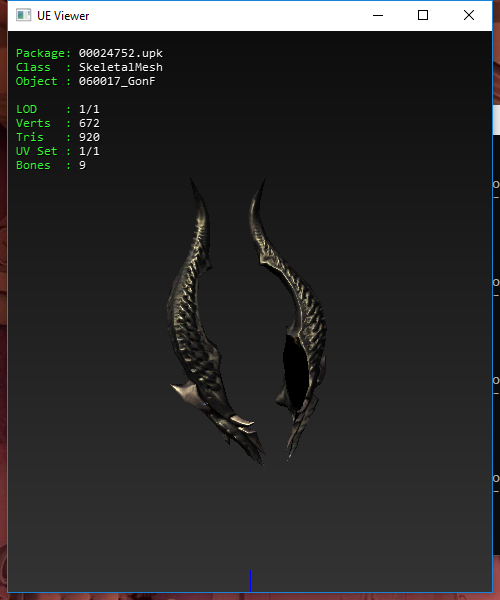 UE Viewer
Package: 00024752.upk
Class  : SkeletalMesh
Object : 060017_GonF
LOD    : 1/1
Verts  : 672
Tris   : 920
UV Set : 1/1
Bones  : 9